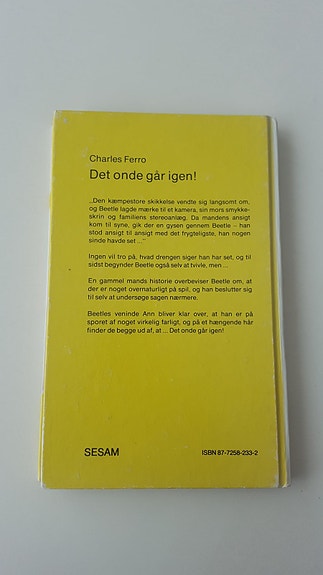 Charles Ferro
Det onde går igen!
„Den kæmpestore skikkelse vendte sig langsomt om,
og Beetle lagde mærke til et kamera, sin mors smykke-
skrin og familiens stereoanlæg. Da mandens ansigt
kom til syne, gik der en gysen gennem Beetle – han
stod ansigt til ansigt med det frygteligste, han nogen
sinde havde set ...”
Ingen vil tro på, hvad drengen siger han har set, og til
sidst begynder Beetle også selv at tvivle, men ...
En gammel mands historie overbeviser Beetle om, at
der er noget overnaturligt på spil, og han beslutter sig
til selv at undersøge sagen nærmere.
Beetles veninde Ann bliver klar over, at han er på
sporet af noget virkelig farligt, og på et hængende hår
finder de begge ud af, at ... Det onde går igen!
SESAM
ISBN 87-7258-233-2